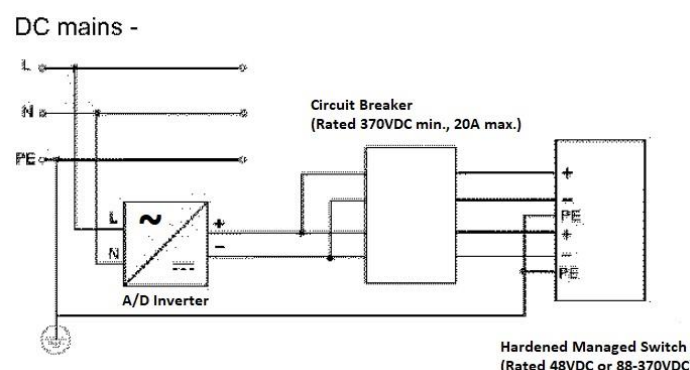 DC mains -
L
N
PE
Circuit Breaker
(Rated 370VDC min., 20A max.)
L
N
+
−
A/D Inverter
+
−
PE
+
−
PE
Hardened Managed Switch
(Rated 48VDC or 88-370VDC